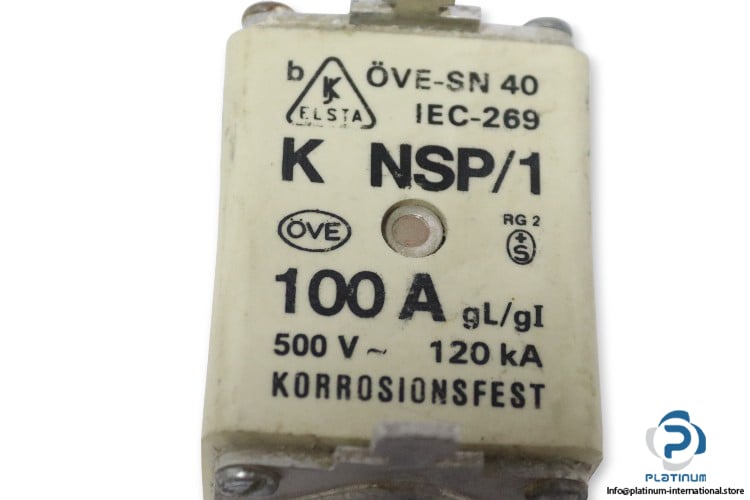 b ÖVE-SN 40
ELSTA IEC-269
K NSP/1
ÖVE RG 2
+S
100 A gL/gI
500 V ~ 120 kA
KORROSIONSFEST
PLATINUM
Info@platinum-international.store